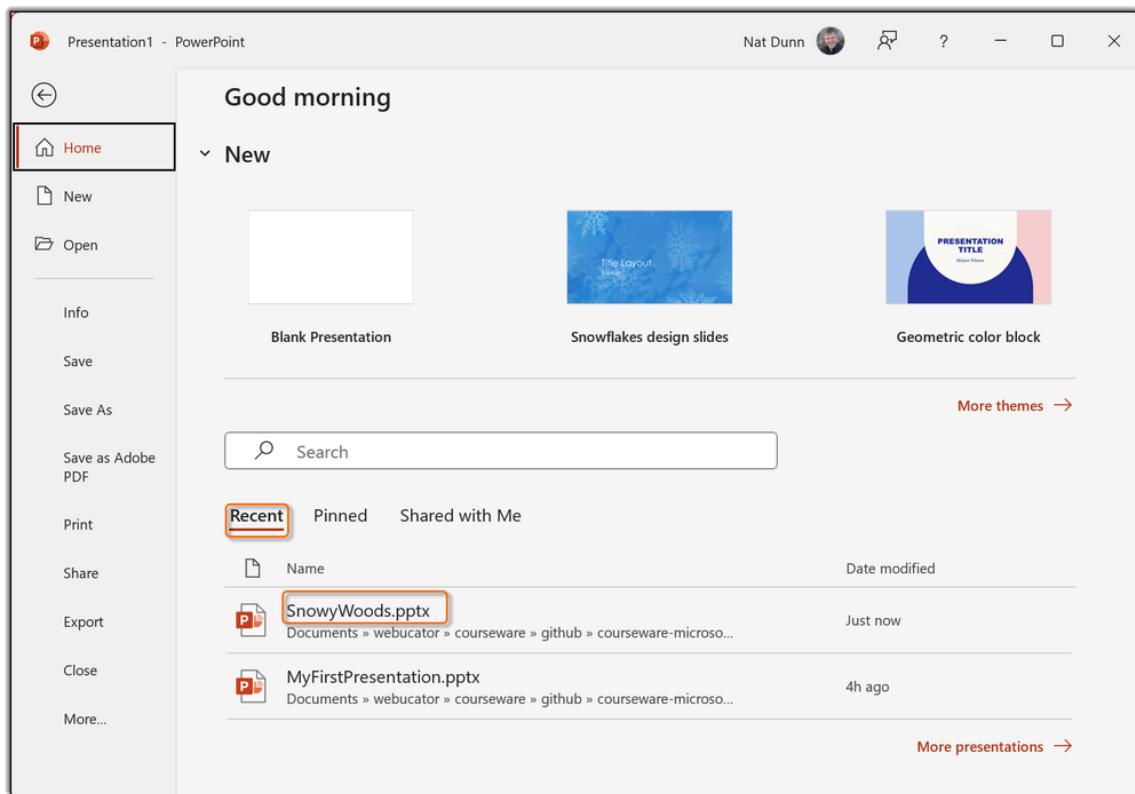 Presentation1 - PowerPoint
Nat Dunn
?
Good morning
Home
New
New
Open
Title Layout
PRESENTATION
TITLE
Mirjam Nilsson
Blank Presentation
Snowflakes design slides
Geometric color block
Info
Save
Save As
Save as Adobe
PDF
Print
Share
Export
Close
More...
More themes
Search
Recent Pinned Shared with Me
Name Date modified
SnowyWoods.pptx
Documents » webucator » courseware » github » courseware-microso...
Just now
MyFirstPresentation.pptx
Documents » webucator » courseware » github » courseware-microso...
4h ago
More presentations